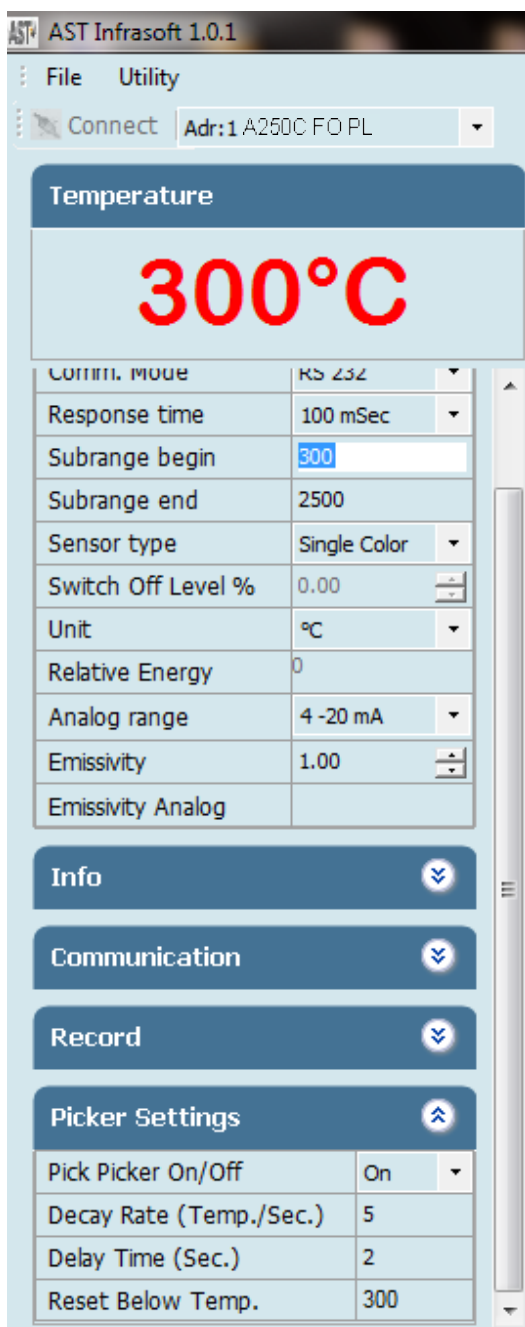 AST AST Infrasoft 1.0.1
File Utility
Connect Adr:1 A250C FO PL
Temperature
300°C
Comm. Mode RS 232
Response time 100 mSec
Subrange begin 300
Subrange end 2500
Sensor type Single Color
Switch Off Level % 0.00
Unit °C
Relative Energy 0
Analog range 4 -20 mA
Emissivity 1.00
Emissivity Analog
Info
Communication
Record
Picker Settings
Pick Picker On/Off On
Decay Rate (Temp./Sec.) 5
Delay Time (Sec.) 2
Reset Below Temp. 300